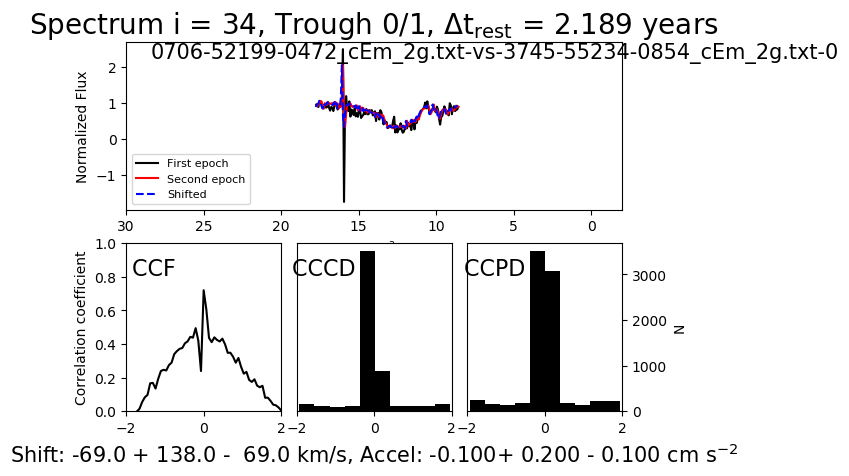 Spectrum i = 34, Trough 0/1, Δt_rest = 2.189 years
0706-52199-0472_cEm_2g.txt-vs-3745-55234-0854_cEm_2g.txt-0
Normalized Flux
2
1
0
−1
First epoch
Second epoch
Shifted
30 25 20 15 10 5 0
Correlation coefficient
1.0
0.8
0.6
0.4
0.2
0.0
CCF
CCCD
CCPD
3000
2000
1000
0
N
−2 0 2
−2 0 2
−2 0 2
Shift: -69.0 + 138.0 - 69.0 km/s, Accel: -0.100+ 0.200 - 0.100 cm s⁻²